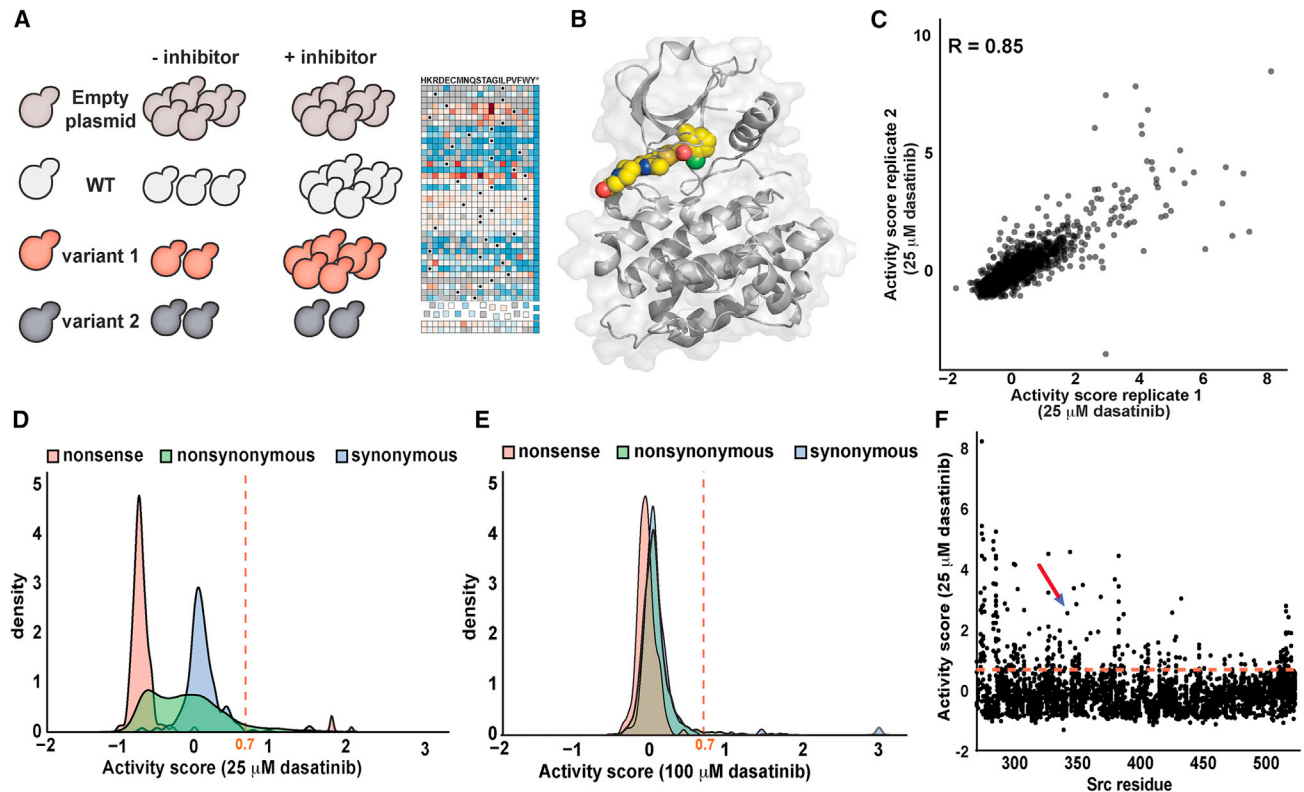 A
- inhibitor + inhibitor
Empty
plasmid
WT
variant 1
variant 2
HKRDECMNQSTAGILPVFWY*
B
C
R = 0.85
10
5
0
Activity score replicate 2
(25 μM dasatinib)
−2 0 2 4 6 8
Activity score replicate 1
(25 μM dasatinib)
D
nonsense nonsynonymous synonymous
5
4
3
2
1
0
density
−2 −1 0 0.7 1 2 3
Activity score (25 μM dasatinib)
E
nonsense nonsynonymous synonymous
5
4
3
2
1
0
density
−2 −1 0 0.7 1 2 3
Activity score (100 μM dasatinib)
F
8
6
4
2
0
-2
Activity score (25 μM dasatinib)
300 350 400 450 500
Src residue